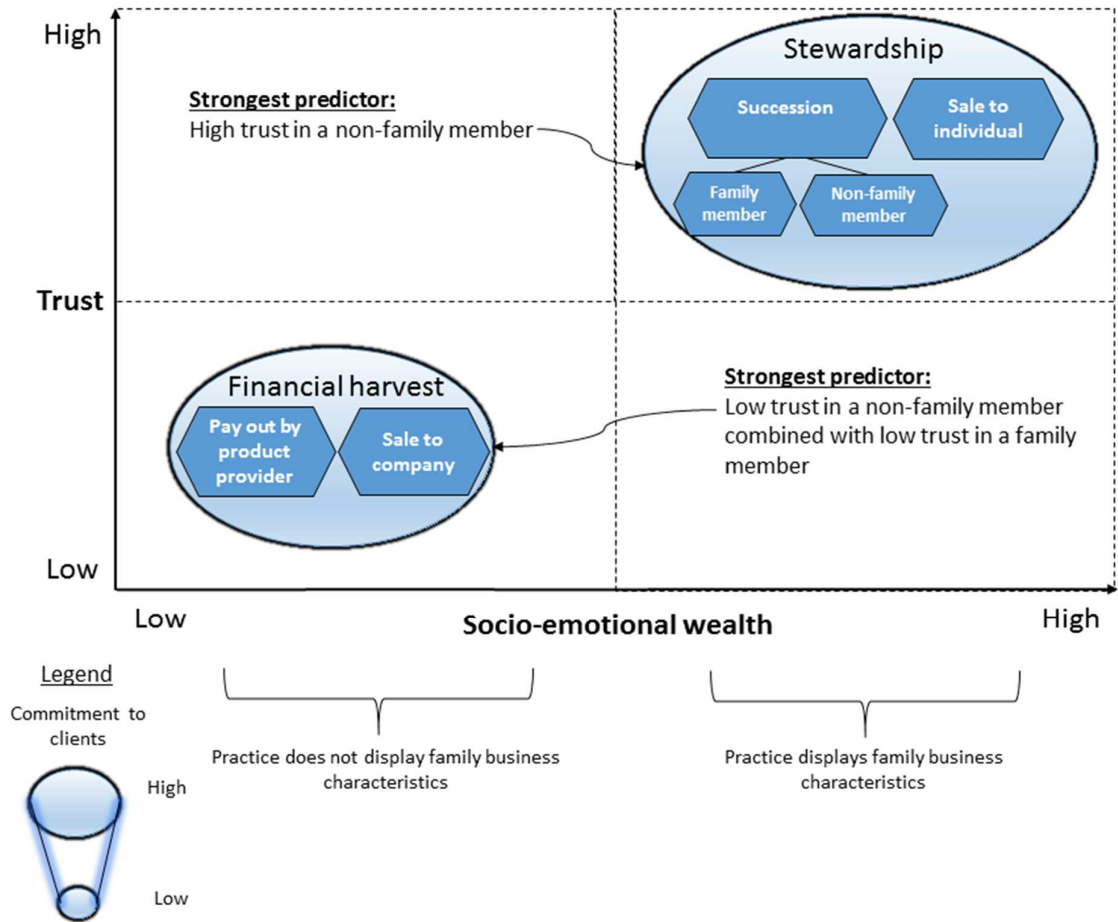 High
Stewardship
Strongest predictor:
High trust in a non-family member
Succession
Sale to
individual
Family
member
Non-family
member
Trust
Financial harvest
Pay out by
product
provider
Sale to
company
Strongest predictor:
Low trust in a non-family member
combined with low trust in a family
member
Low
Low
Socio-emotional wealth
High
Legend
Commitment to
clients
High
Low
Practice does not display family business
characteristics
Practice displays family business
characteristics